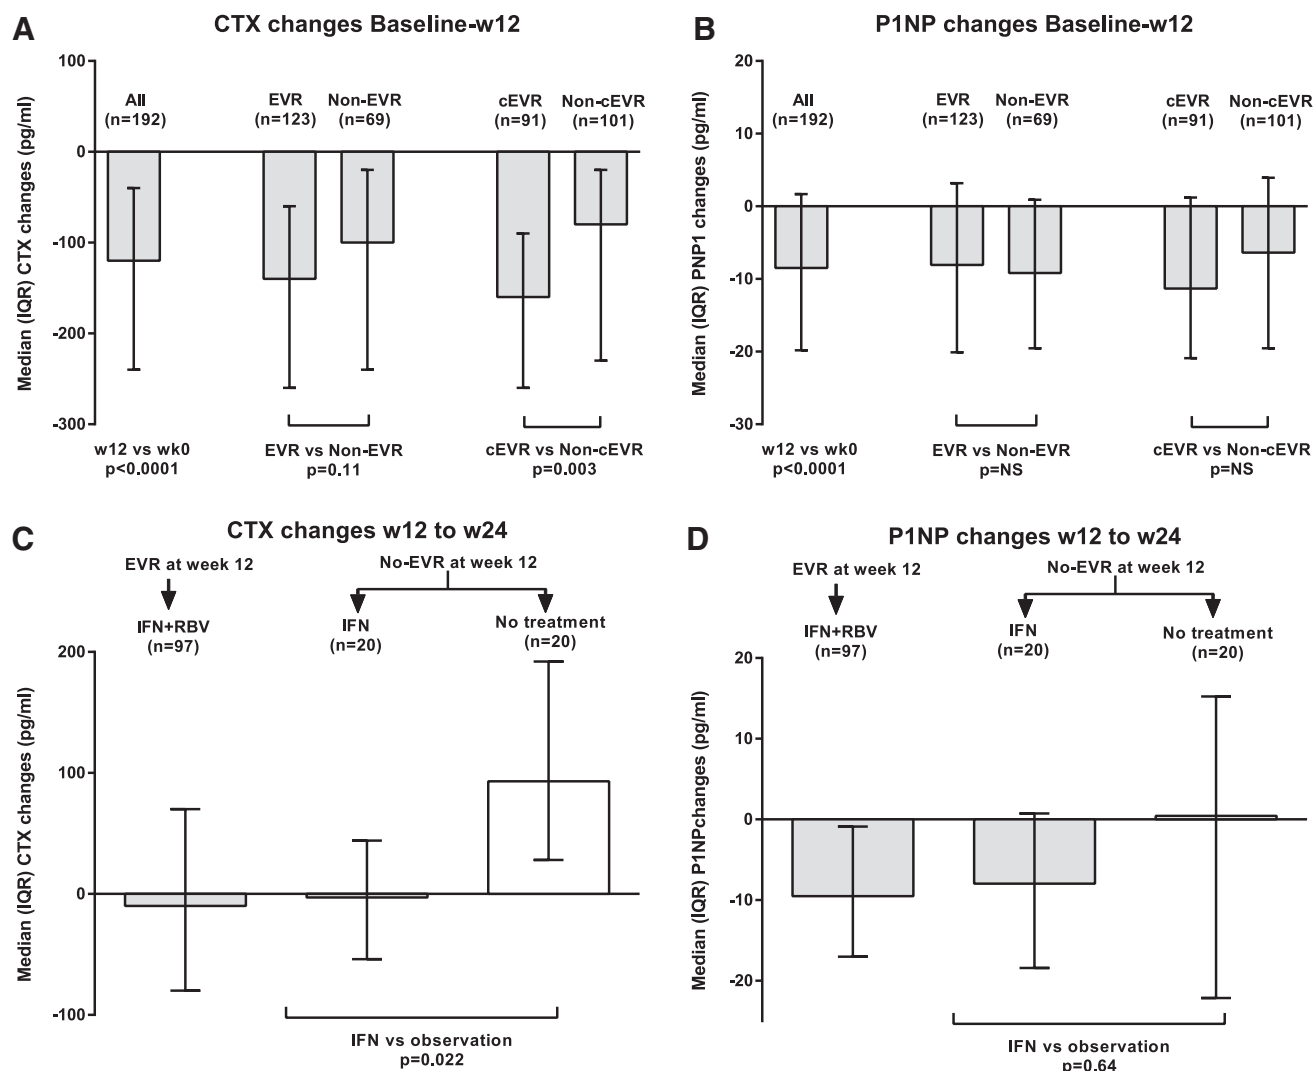 A
CTX changes Baseline-w12
Median (IQR) CTX changes (pg/ml)
100
0
-100
-200
-300
All
(n=192)
EVR
(n=123)
Non-EVR
(n=69)
cEVR
(n=91)
Non-cEVR
(n=101)
w12 vs wk0
p<0.0001
EVR vs Non-EVR
p=0.11
cEVR vs Non-cEVR
p=0.003
B
P1NP changes Baseline-w12
Median (IQR) PNP1 changes (pg/ml)
20
10
0
-10
-20
-30
All
(n=192)
EVR
(n=123)
Non-EVR
(n=69)
cEVR
(n=91)
Non-cEVR
(n=101)
w12 vs wk0
p<0.0001
EVR vs Non-EVR
p=NS
cEVR vs Non-cEVR
p=NS
C
CTX changes w12 to w24
EVR at week 12
No-EVR at week 12
IFN+RBV
(n=97)
IFN
(n=20)
No treatment
(n=20)
Median (IQR) CTX changes (pg/ml)
200
100
0
-100
IFN vs observation
p=0.022
D
P1NP changes w12 to w24
EVR at week 12
No-EVR at week 12
IFN+RBV
(n=97)
IFN
(n=20)
No treatment
(n=20)
Median (IQR) P1NPchanges (pg/ml)
20
10
0
-10
-20
IFN vs observation
p=0.64